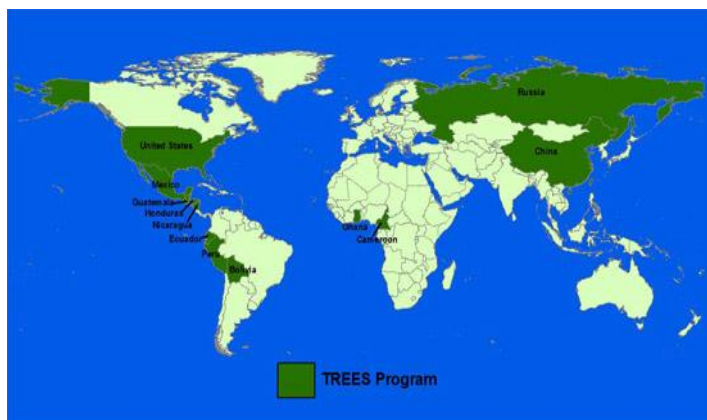 Russia
United States
China
Mexico
Guatemala
Honduras
Nicaragua
Ghana
Ecuador
Cameroon
Peru
Bolivia
TREES Program